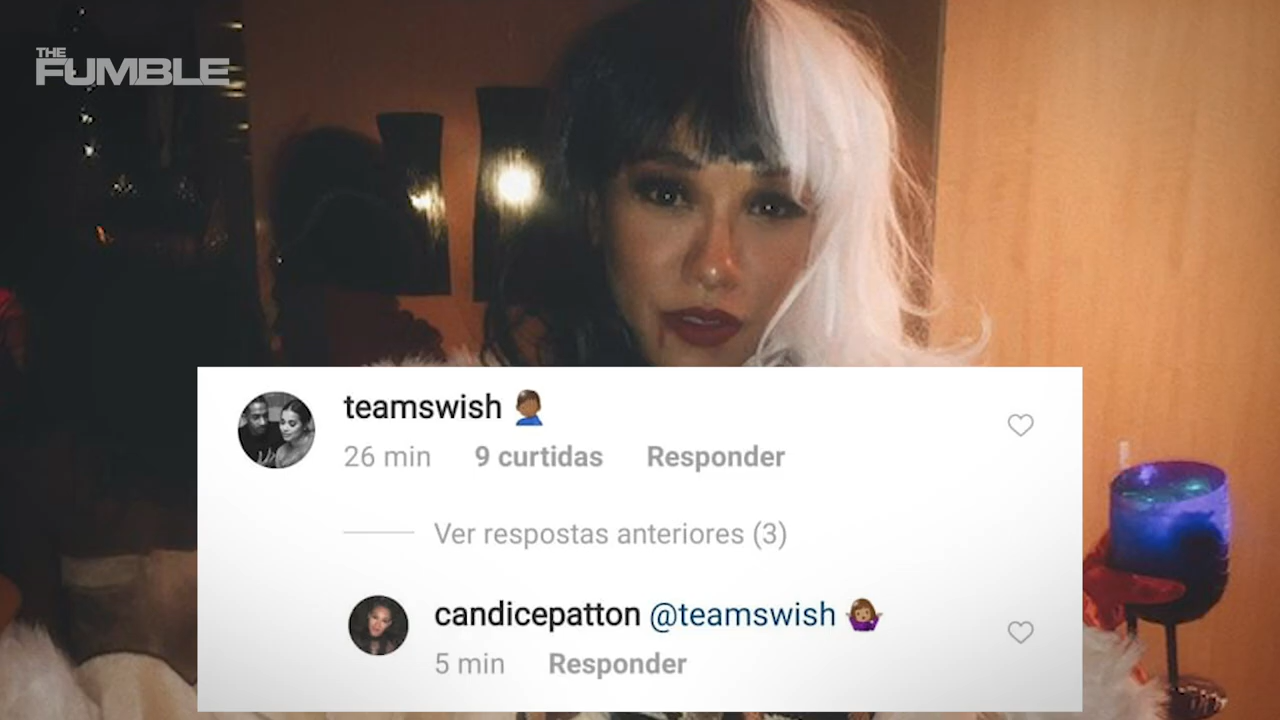 THE
FUMBLE
teamswish 🤦🏾‍♂️
26 min 9 curtidas Responder
Ver respostas anteriores (3)
candicepatton @teamswish 🤷🏽‍♀️
5 min Responder